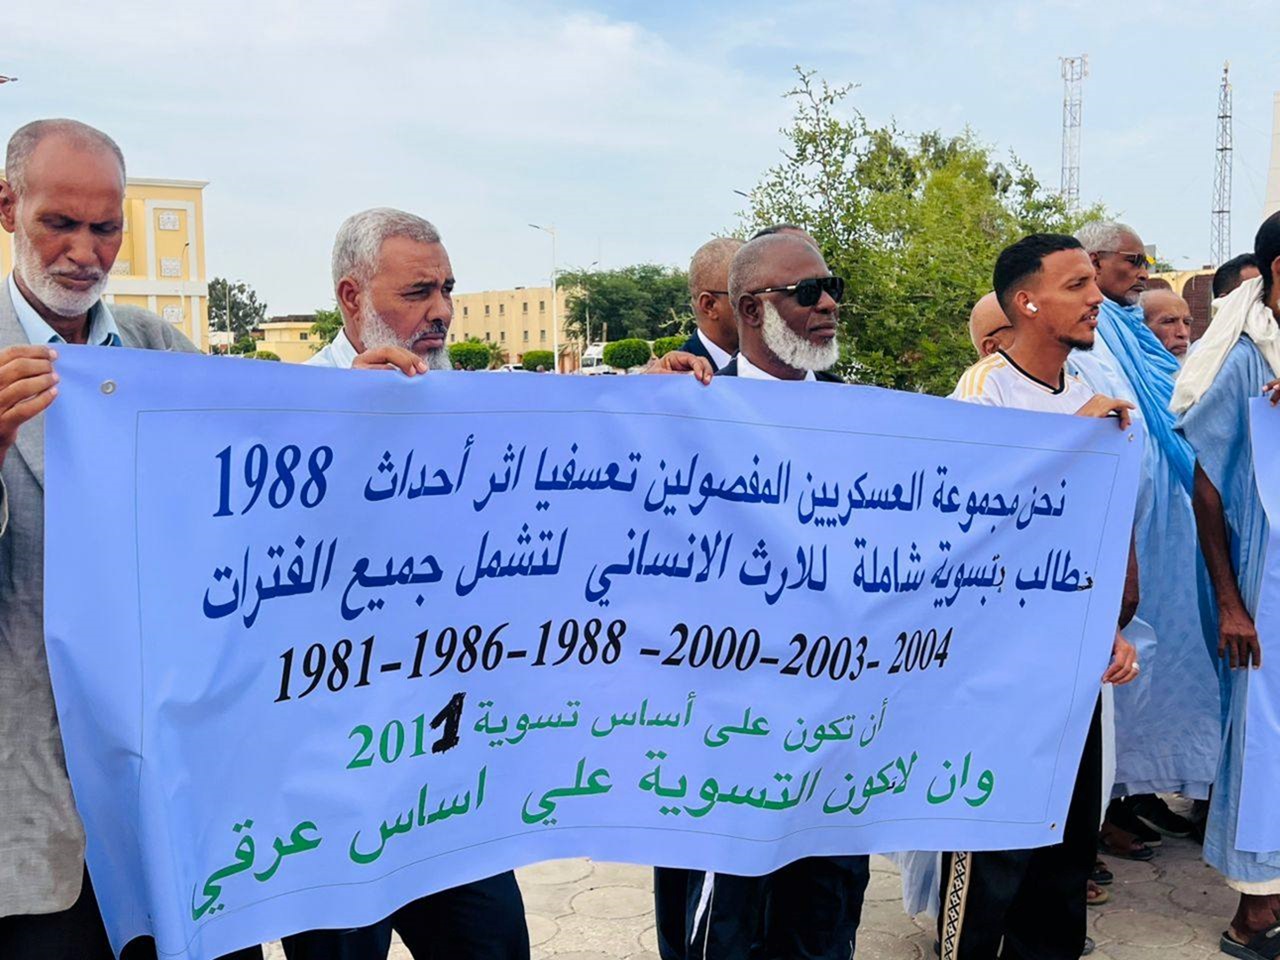 نحن مجموعة العسكريين المفصولين تعسفيا اثر أحداث 1988
نطالب بتسوية شاملة للارث الانساني لتشمل جميع الفترات
1981-1986-1988 -2000-2003- 2004
أن تكون على أساس تسوية 2011
وان لاتكون التسوية علي اساس عرقي